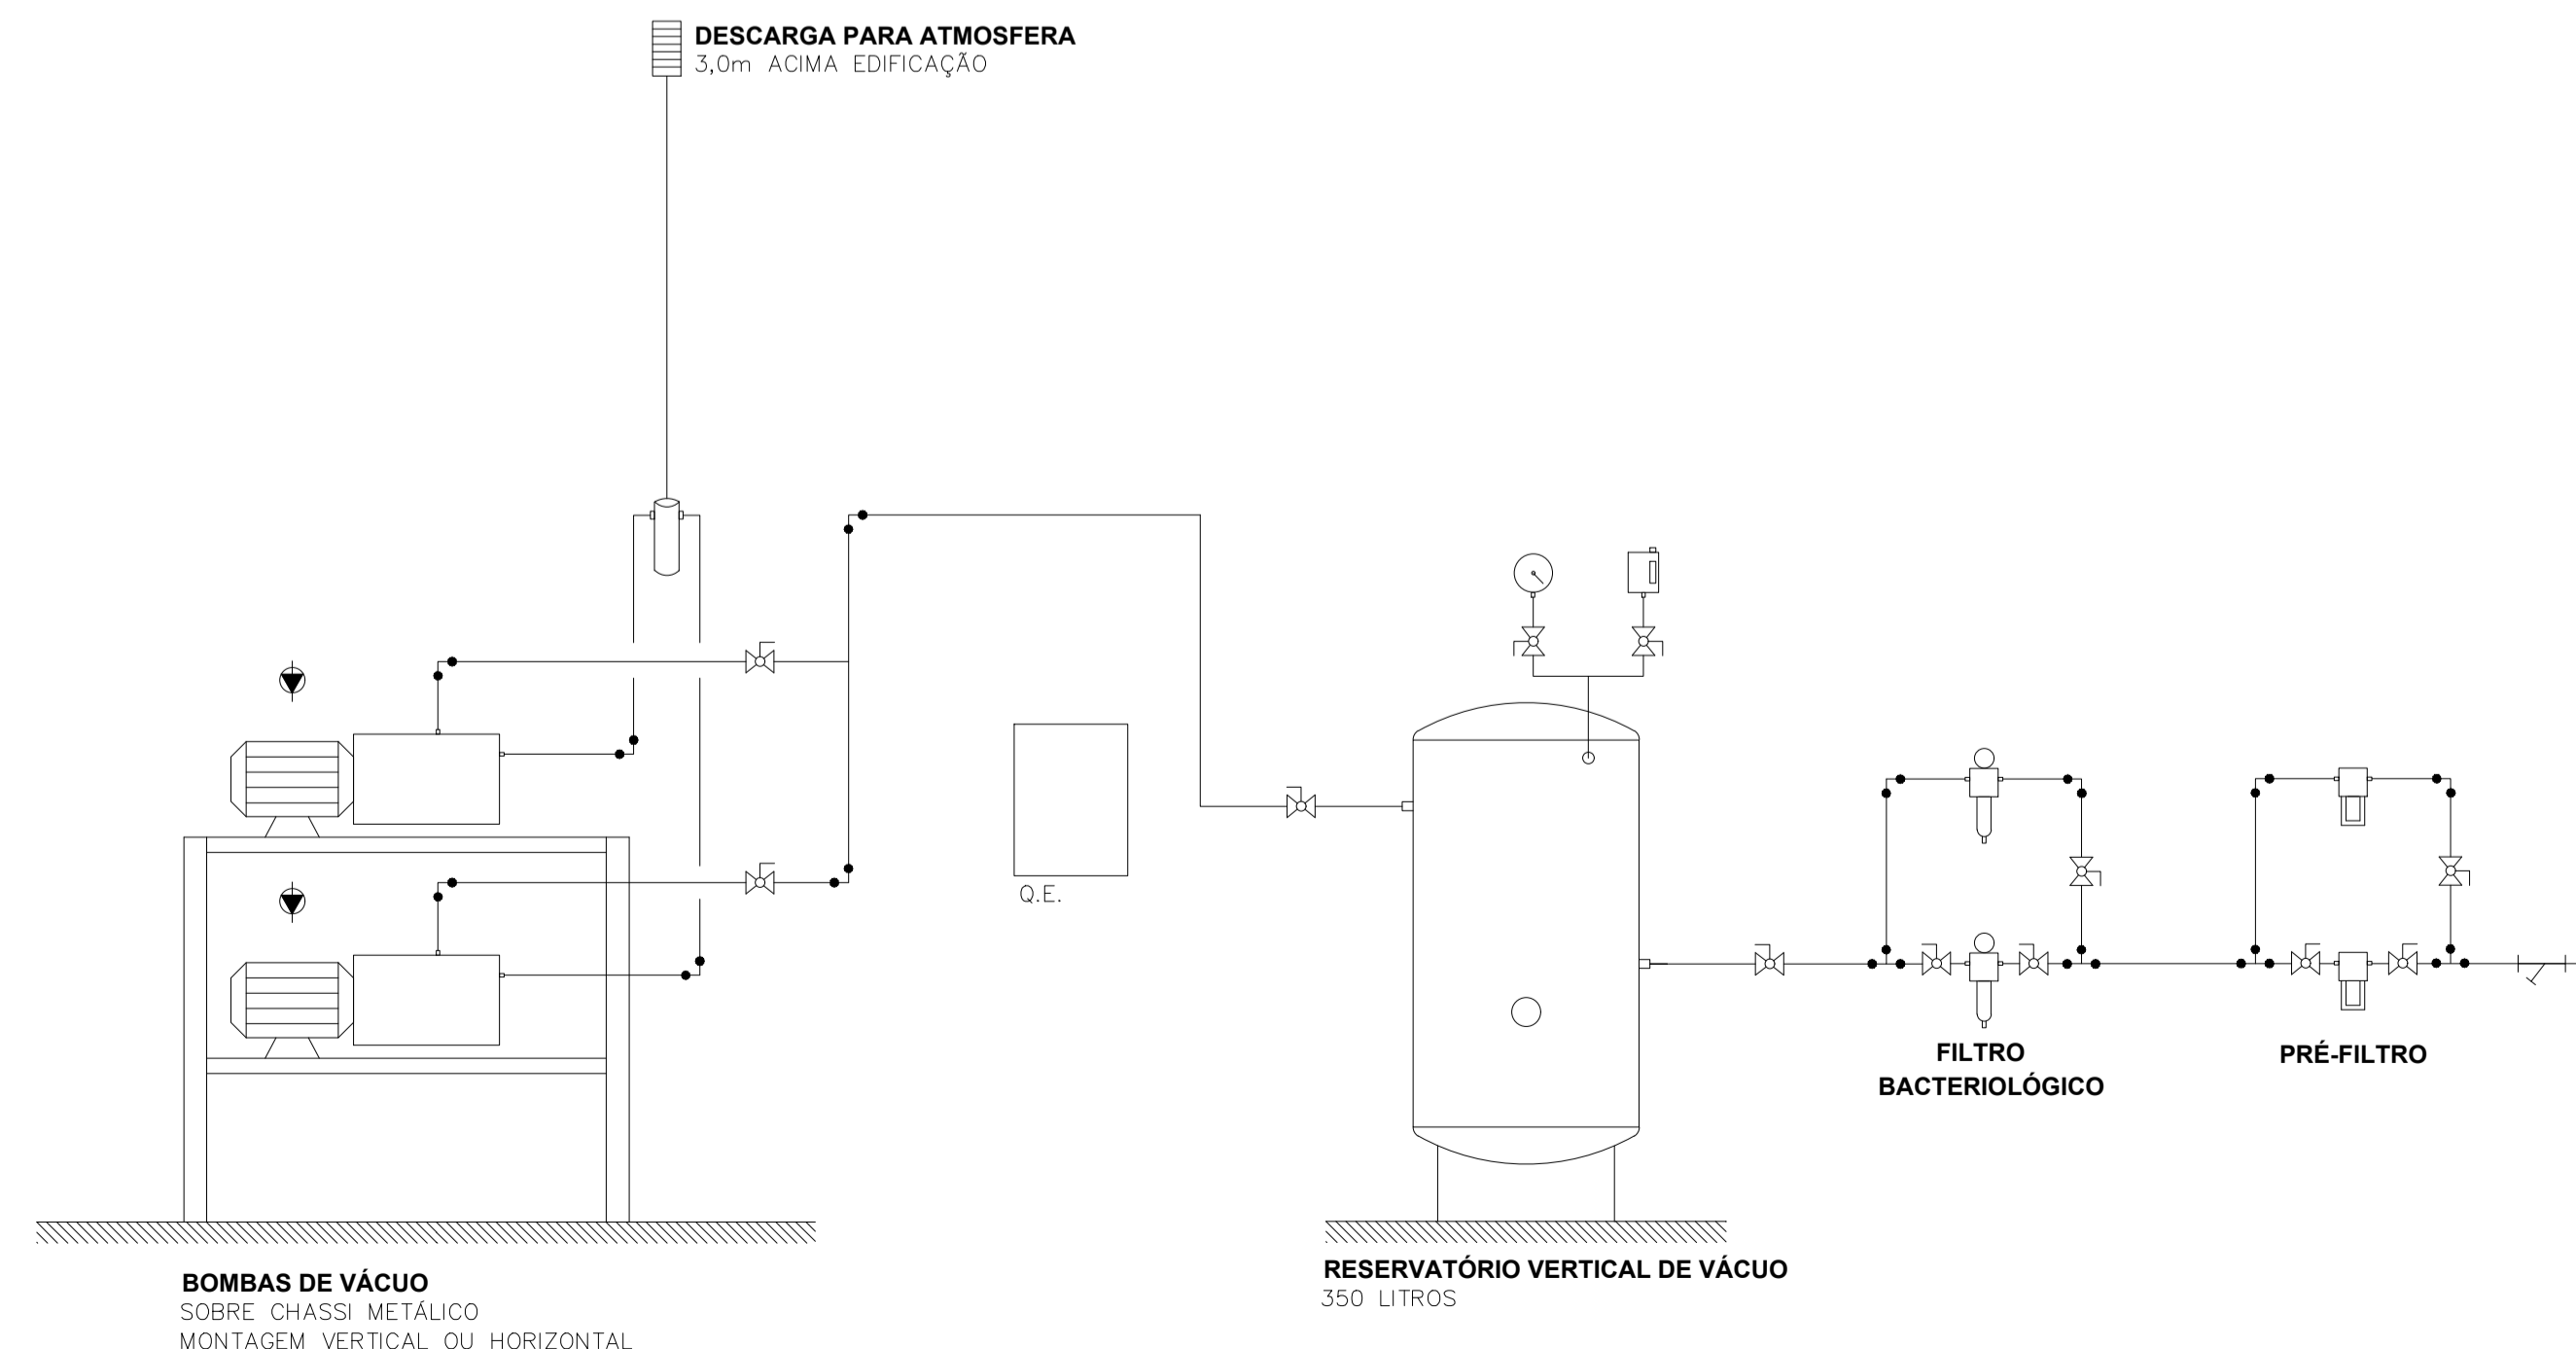 DESCARGA PARA ATMOSFERA
3,0m ACIMA EDIFICAÇÃO
Q.E.
FILTRO
BACTERIOLÓGICO
PRÉ-FILTRO
BOMBAS DE VÁCUO
SOBRE CHASSI METÁLICO
MONTAGEM VERTICAL OU HORIZONTAL
RESERVATÓRIO VERTICAL DE VÁCUO
350 LITROS